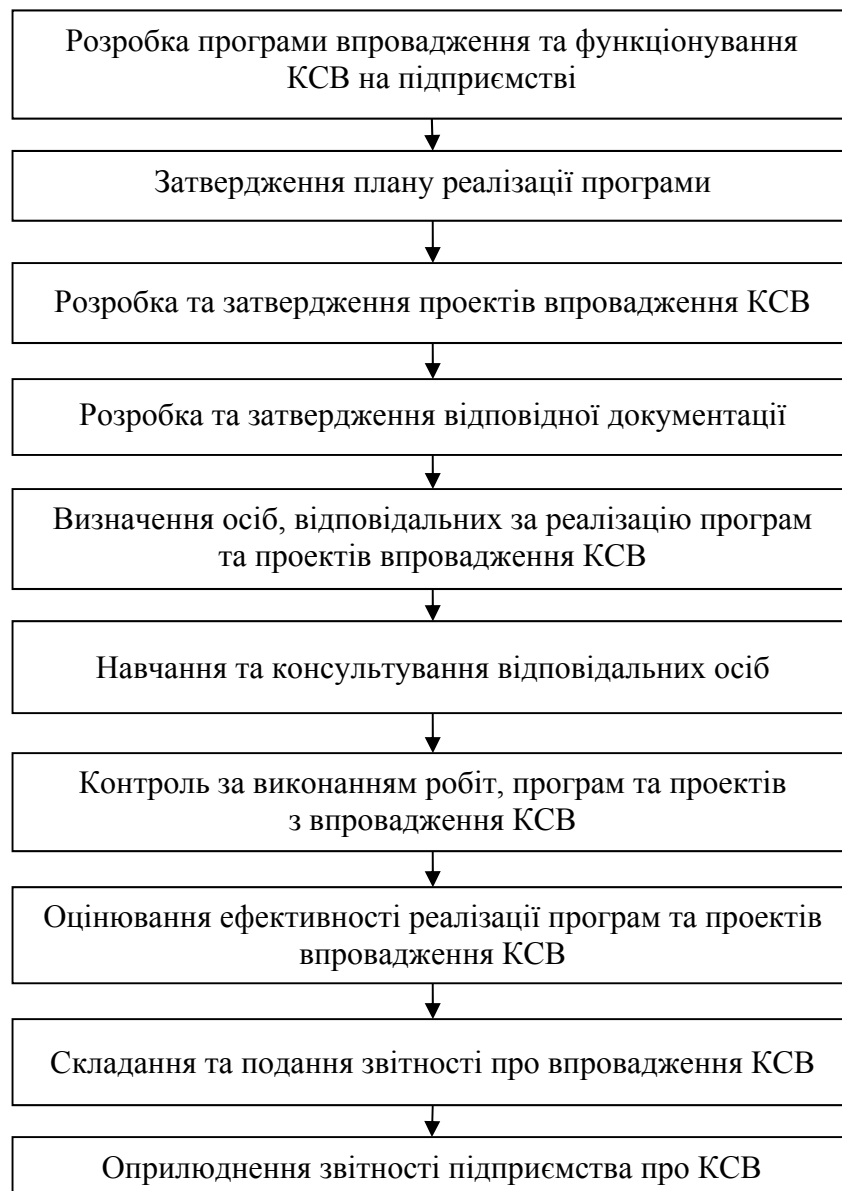 Розробка програми впровадження та функціонування
КСВ на підприємстві
Затвердження плану реалізації програми
Розробка та затвердження проектів впровадження КСВ
Розробка та затвердження відповідної документації
Визначення осіб, відповідальних за реалізацію програм
та проектів впровадження КСВ
Навчання та консультування відповідальних осіб
Контроль за виконанням робіт, програм та проектів
з впровадження КСВ
Оцінювання ефективності реалізації програм та проектів
впровадження КСВ
Складання та подання звітності про впровадження КСВ
Оприлюднення звітності підприємства про КСВ